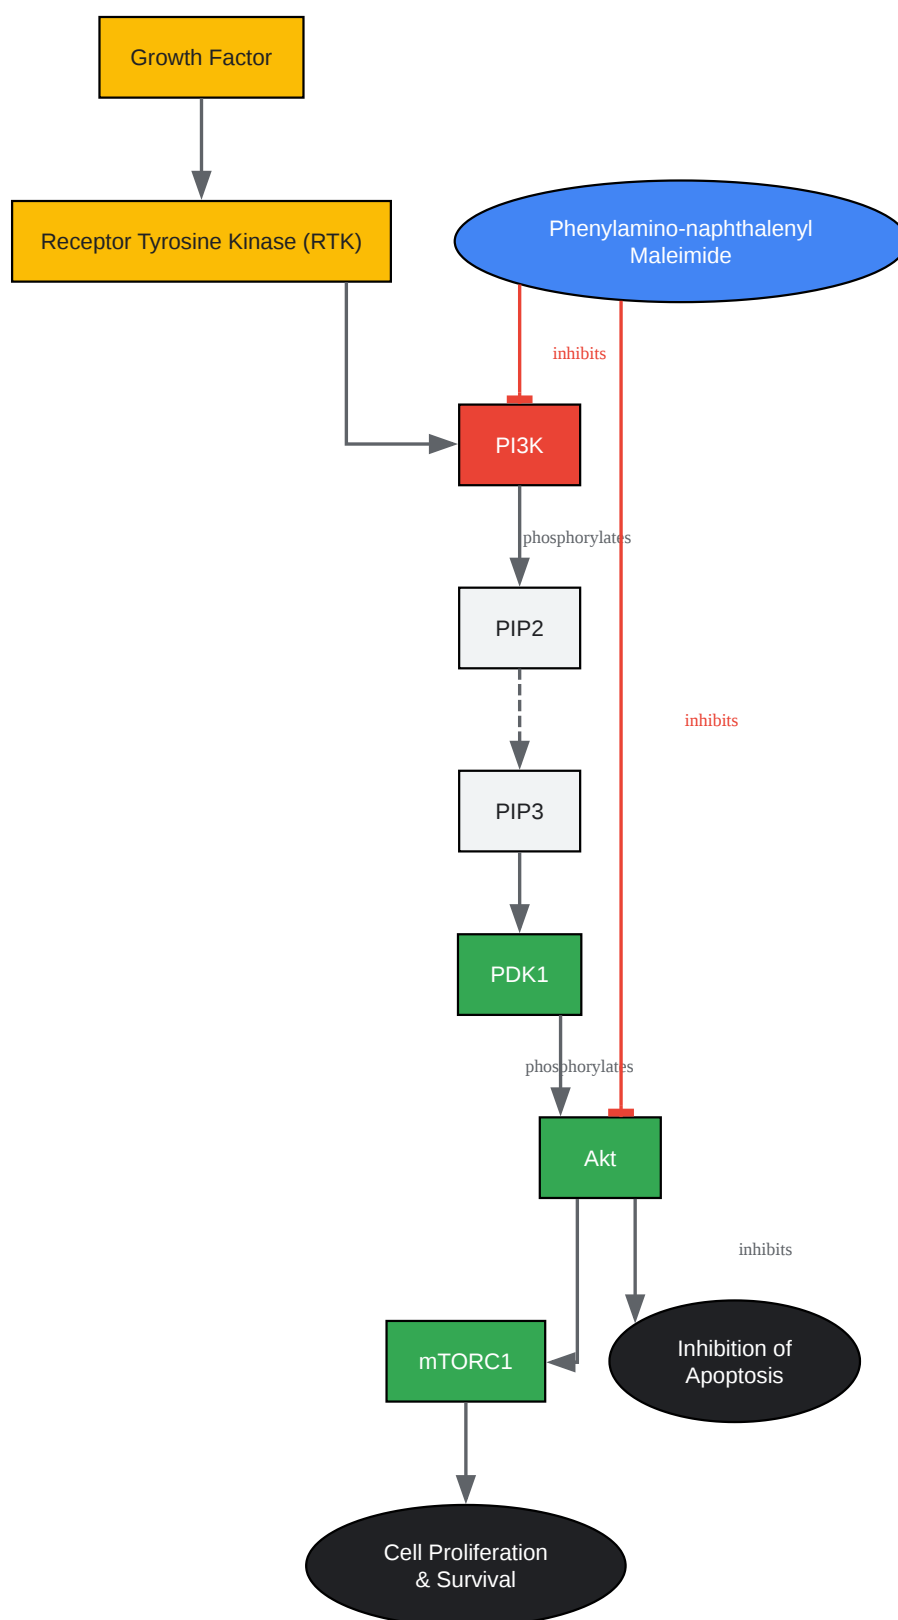 Growth Factor
Receptor Tyrosine Kinase (RTK)
Phenylamino-naphthalenyl
Maleimide
inhibits
PI3K
phosphorylates
PIP2
inhibits
PIP3
PDK1
phosphorylates
Akt
inhibits
mTORC1
Inhibition of
Apoptosis
Cell Proliferation
& Survival